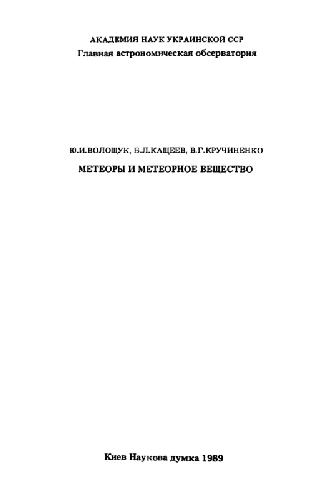 АКАДЕМИЯ НАУК УКРАИНСКОЙ ССР
Главная астрономическая обсерватория
Ю.И.ВОЛОЩУК, Б.Л.КАЩЕЕВ, В.Г.КРУЧИНЕНКО
МЕТЕОРЫ И МЕТЕОРНОЕ ВЕЩЕСТВО
Киев Наукова думка 1989